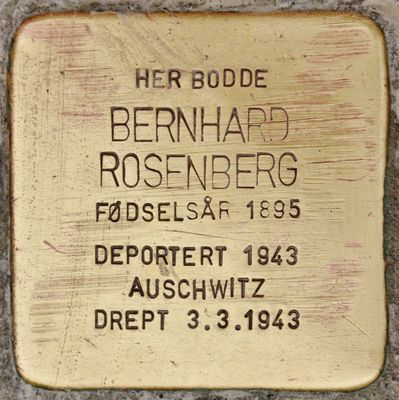 HER BODDE
BERNHARD
ROSENBERG
FØDSELSÅR 1895
DEPORTERT 1943
AUSCHWITZ
DREPT 3.3.1943